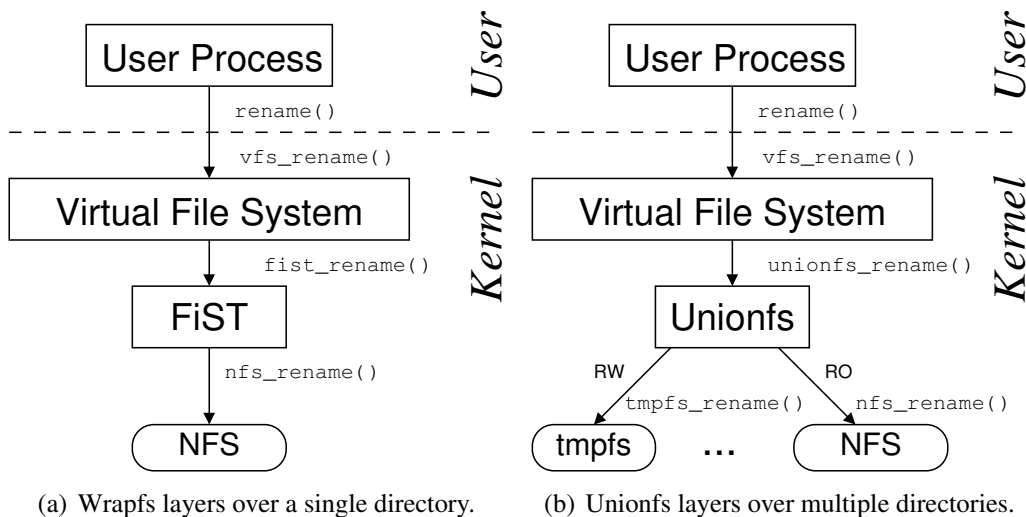 User Process
User
rename()
vfs_rename()
Virtual File System
Kernel
fist_rename()
FiST
nfs_rename()
NFS
(a) Wrapfs layers over a single directory.
User Process
User
rename()
vfs_rename()
Virtual File System
Kernel
unionfs_rename()
Unionfs
RW
RO
tmpfs_rename()
nfs_rename()
tmpfs
...
NFS
(b) Unionfs layers over multiple directories.